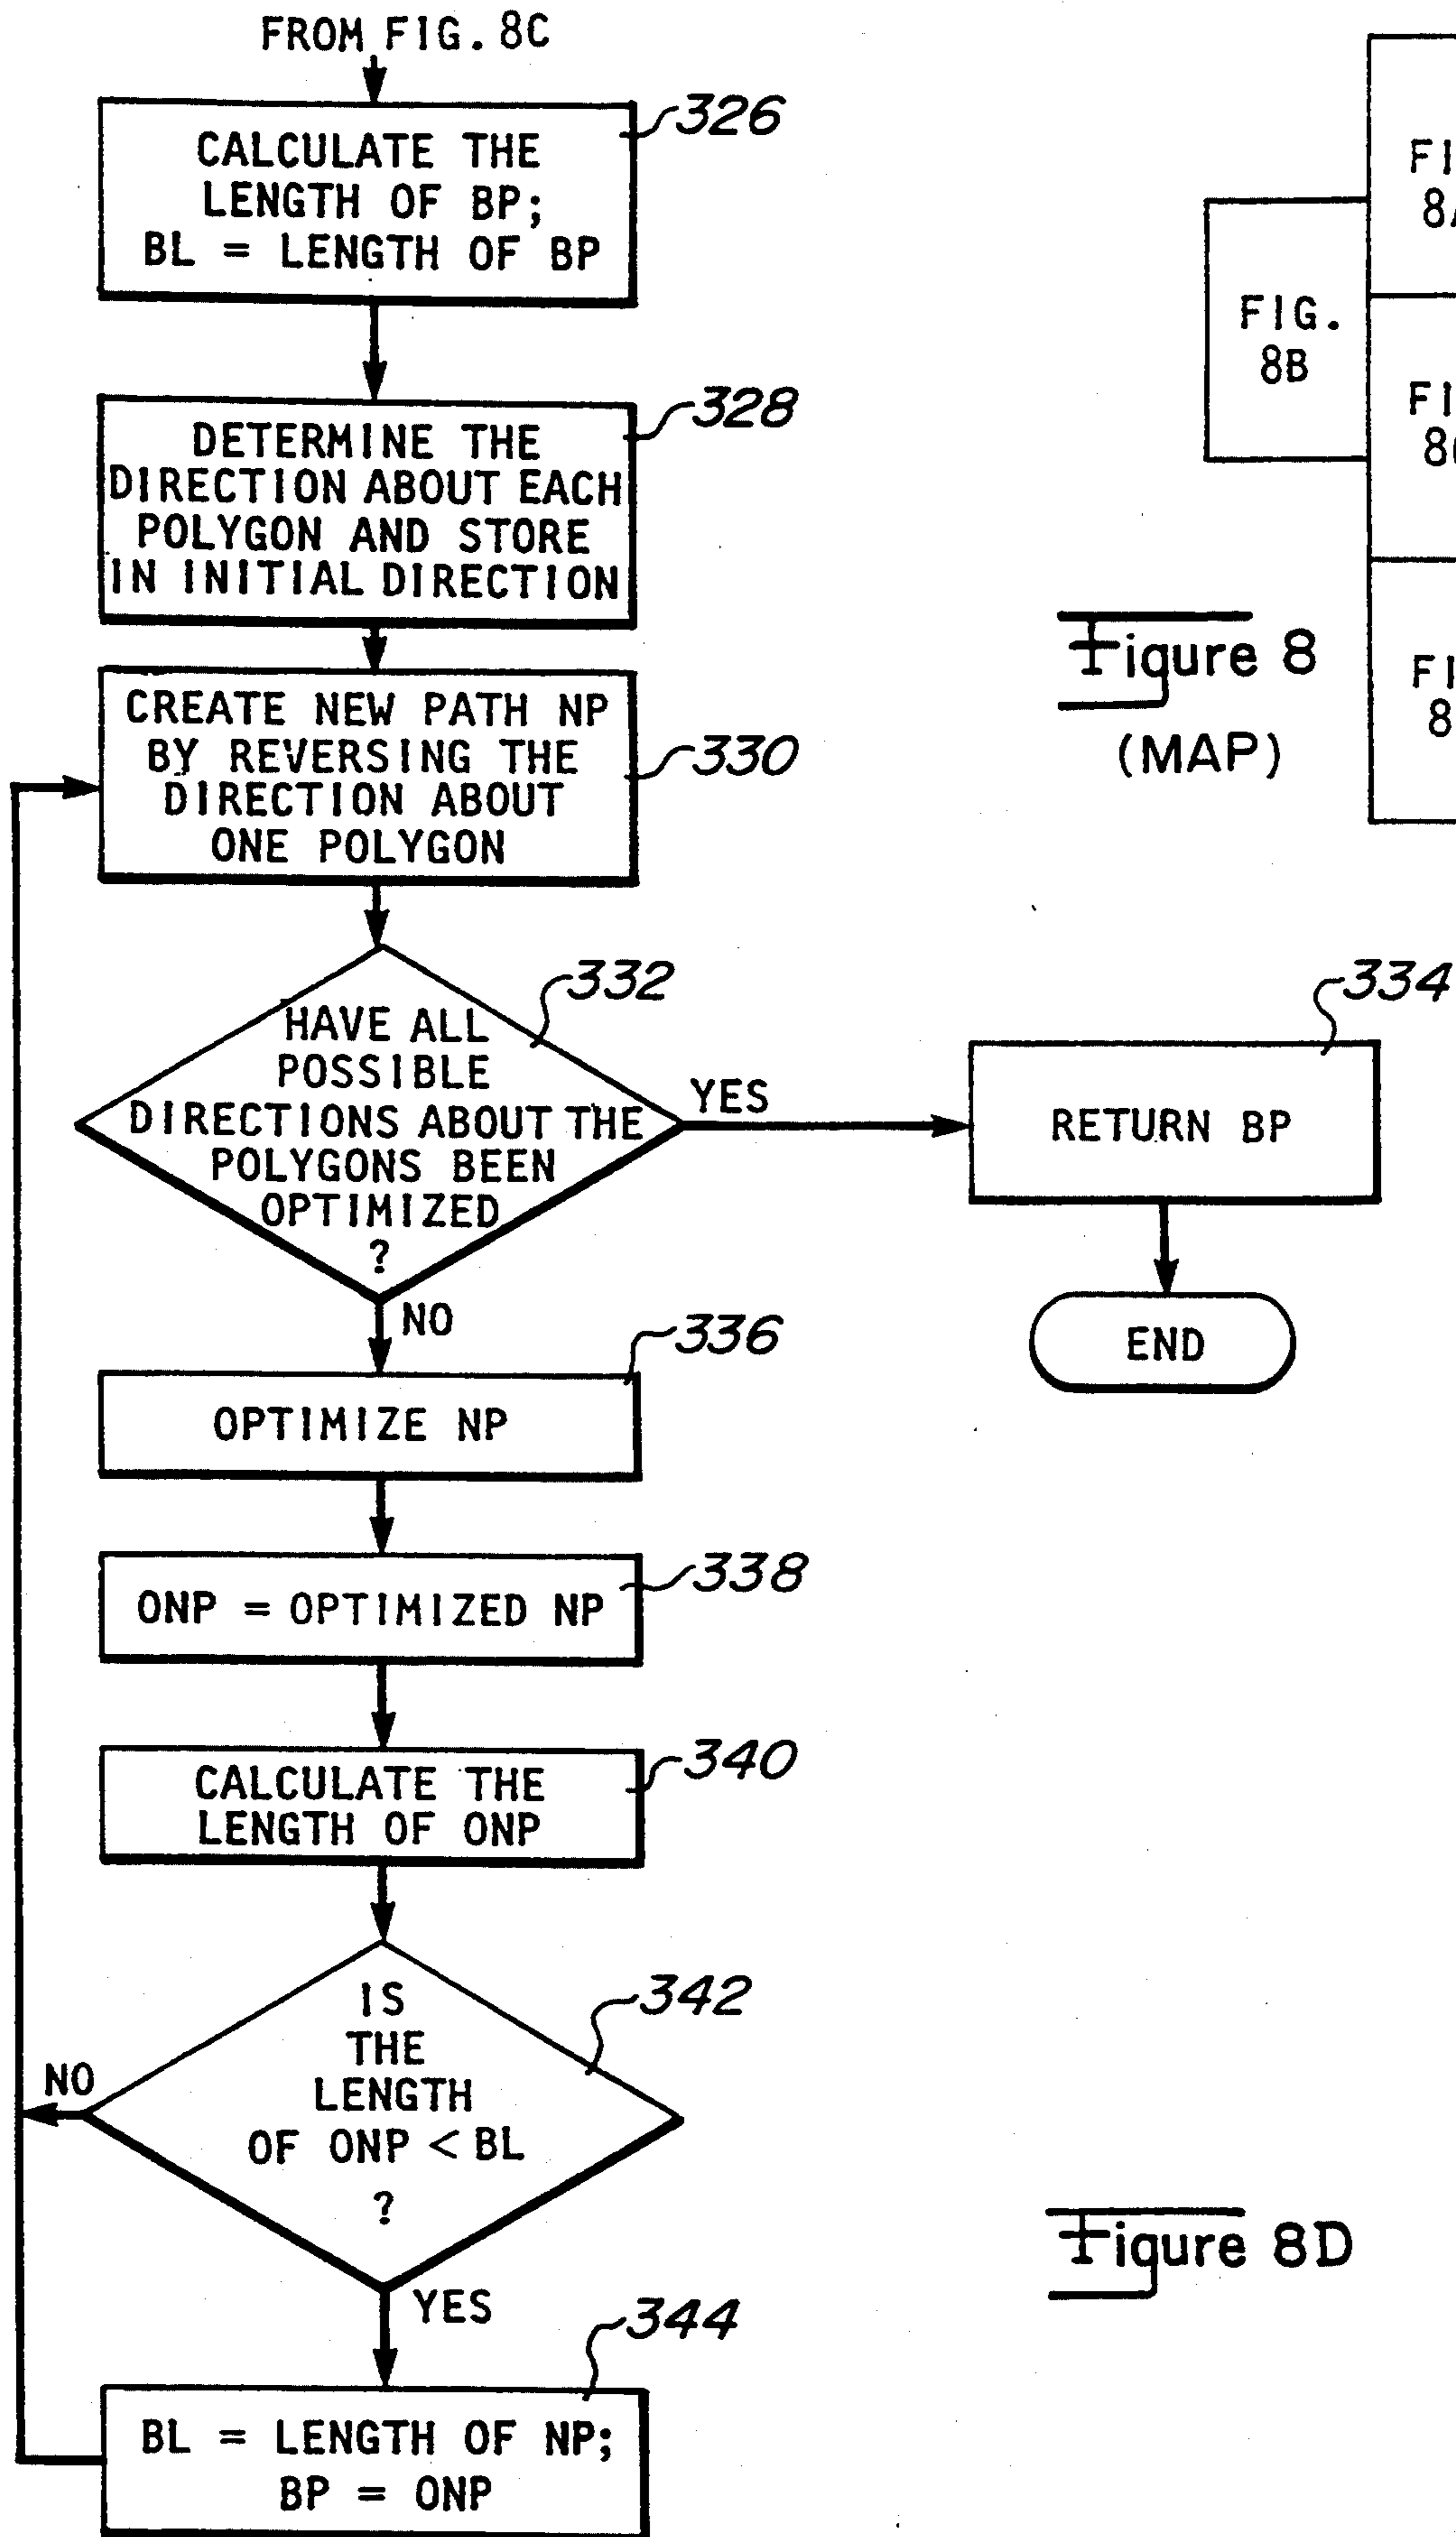 FROM FIG. 8C
326
CALCULATE THE
LENGTH OF BP;
BL = LENGTH OF BP
328
DETERMINE THE
DIRECTION ABOUT EACH
POLYGON AND STORE
IN INITIAL DIRECTION
330
CREATE NEW PATH NP
BY REVERSING THE
DIRECTION ABOUT
ONE POLYGON
332
HAVE ALL
POSSIBLE
DIRECTIONS ABOUT THE
POLYGONS BEEN
OPTIMIZED
?
YES
334
RETURN BP
END
NO
336
OPTIMIZE NP
338
ONP = OPTIMIZED NP
340
CALCULATE THE
LENGTH OF ONP
342
IS
THE
LENGTH
OF ONP < BL
?
NO
YES
344
BL = LENGTH OF NP;
BP = ONP
FIG.
8B
Figure 8
(MAP)
Figure 8D